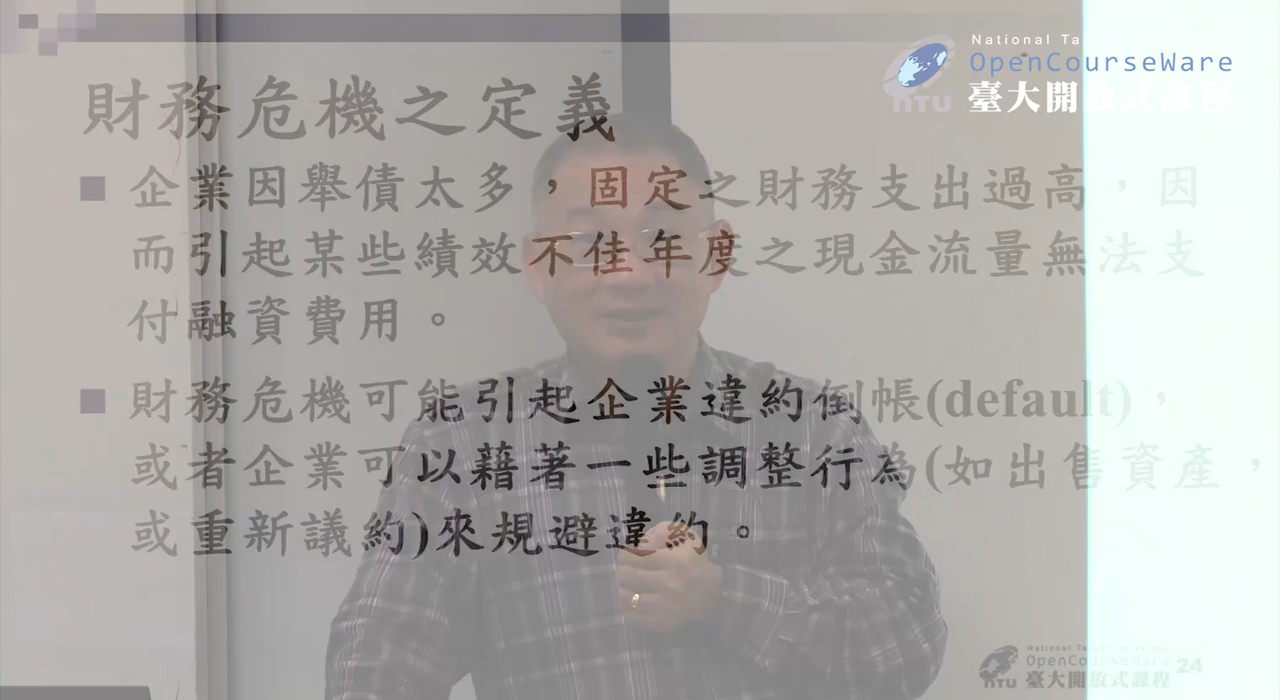 National Ta
OpenCourseWare
臺大開放式課程
NTU
財務危機之定義
企業因舉債太多，固定之財務支出過高，因
而引起某些績效不佳年度之現金流量無法支
付融資費用。
財務危機可能引起企業違約倒帳(default)，
或者企業可以藉著一些調整行為(如出售資產，
或重新議約)來規避違約。
National Taiwan University
OpenCourseWare
NTU
臺大開放式課程
24